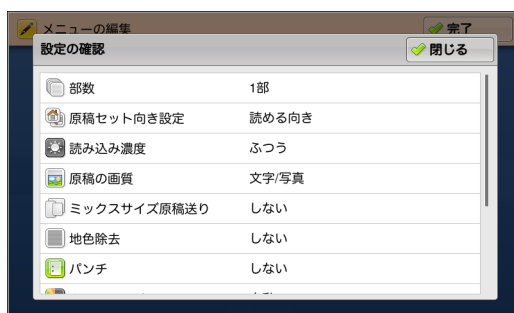 メニューの編集
完了
設定の確認
閉じる
部数 1部
原稿セット向き設定 読める向き
読み込み濃度 ふつう
原稿の画質 文字/写真
ミックスサイズ原稿送り しない
地色除去 しない
パンチ しない